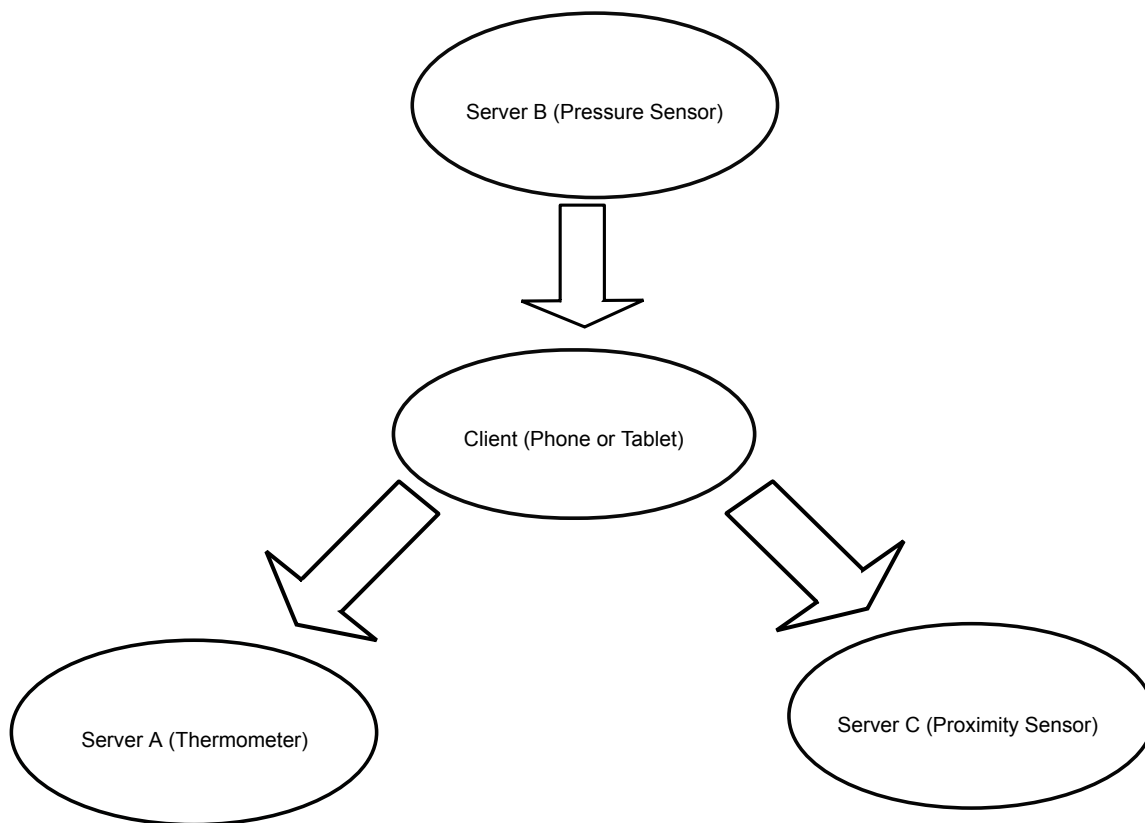 Server B (Pressure Sensor)
Client (Phone or Tablet)
Server A (Thermometer)
Server C (Proximity Sensor)